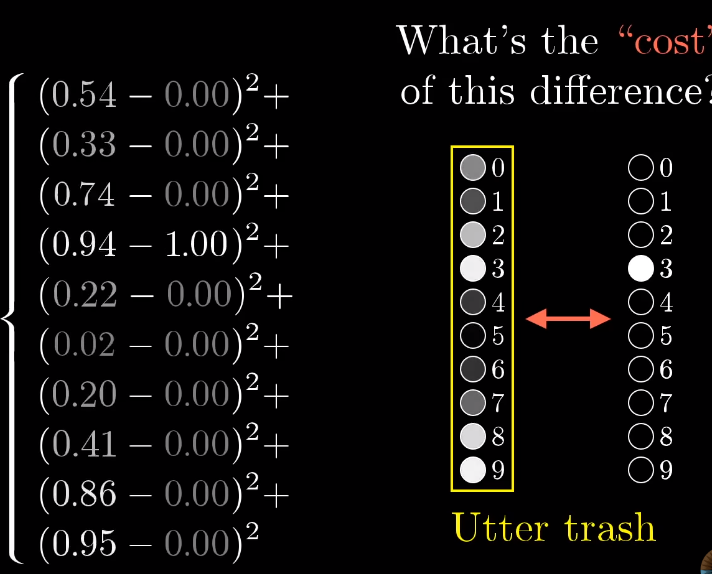 What's the “cost”
of this difference?
(0.54 − 0.00)²+
(0.33 − 0.00)²+
(0.74 − 0.00)²+
(0.94 − 1.00)²+
(0.22 − 0.00)²+
(0.02 − 0.00)²+
(0.20 − 0.00)²+
(0.41 − 0.00)²+
(0.86 − 0.00)²+
(0.95 − 0.00)²
0 0
1 1
2 2
3 3
4 4
5 5
6 6
7 7
8 8
9 9
Utter trash